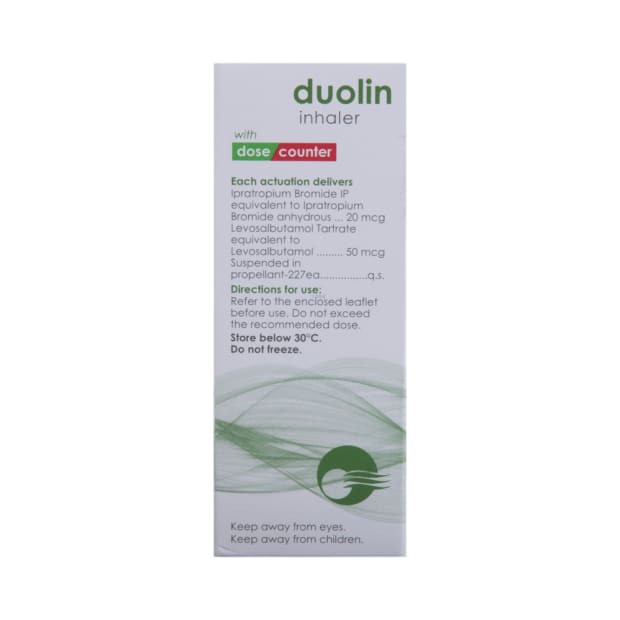 duolin
inhaler
with
dose counter
Each actuation delivers
Ipratropium Bromide IP
equivalent to Ipratropium
Bromide anhydrous ... 20 mcg
Levosalbutamol Tartrate
equivalent to
Levosalbutamol ......... 50 mcg
Suspended in
propellant-227ea...............q.s.
Directions for use:
Refer to the enclosed leaflet
before use. Do not exceed
the recommended dose.
Store below 30°C.
Do not freeze.
Keep away from eyes.
Keep away from children.